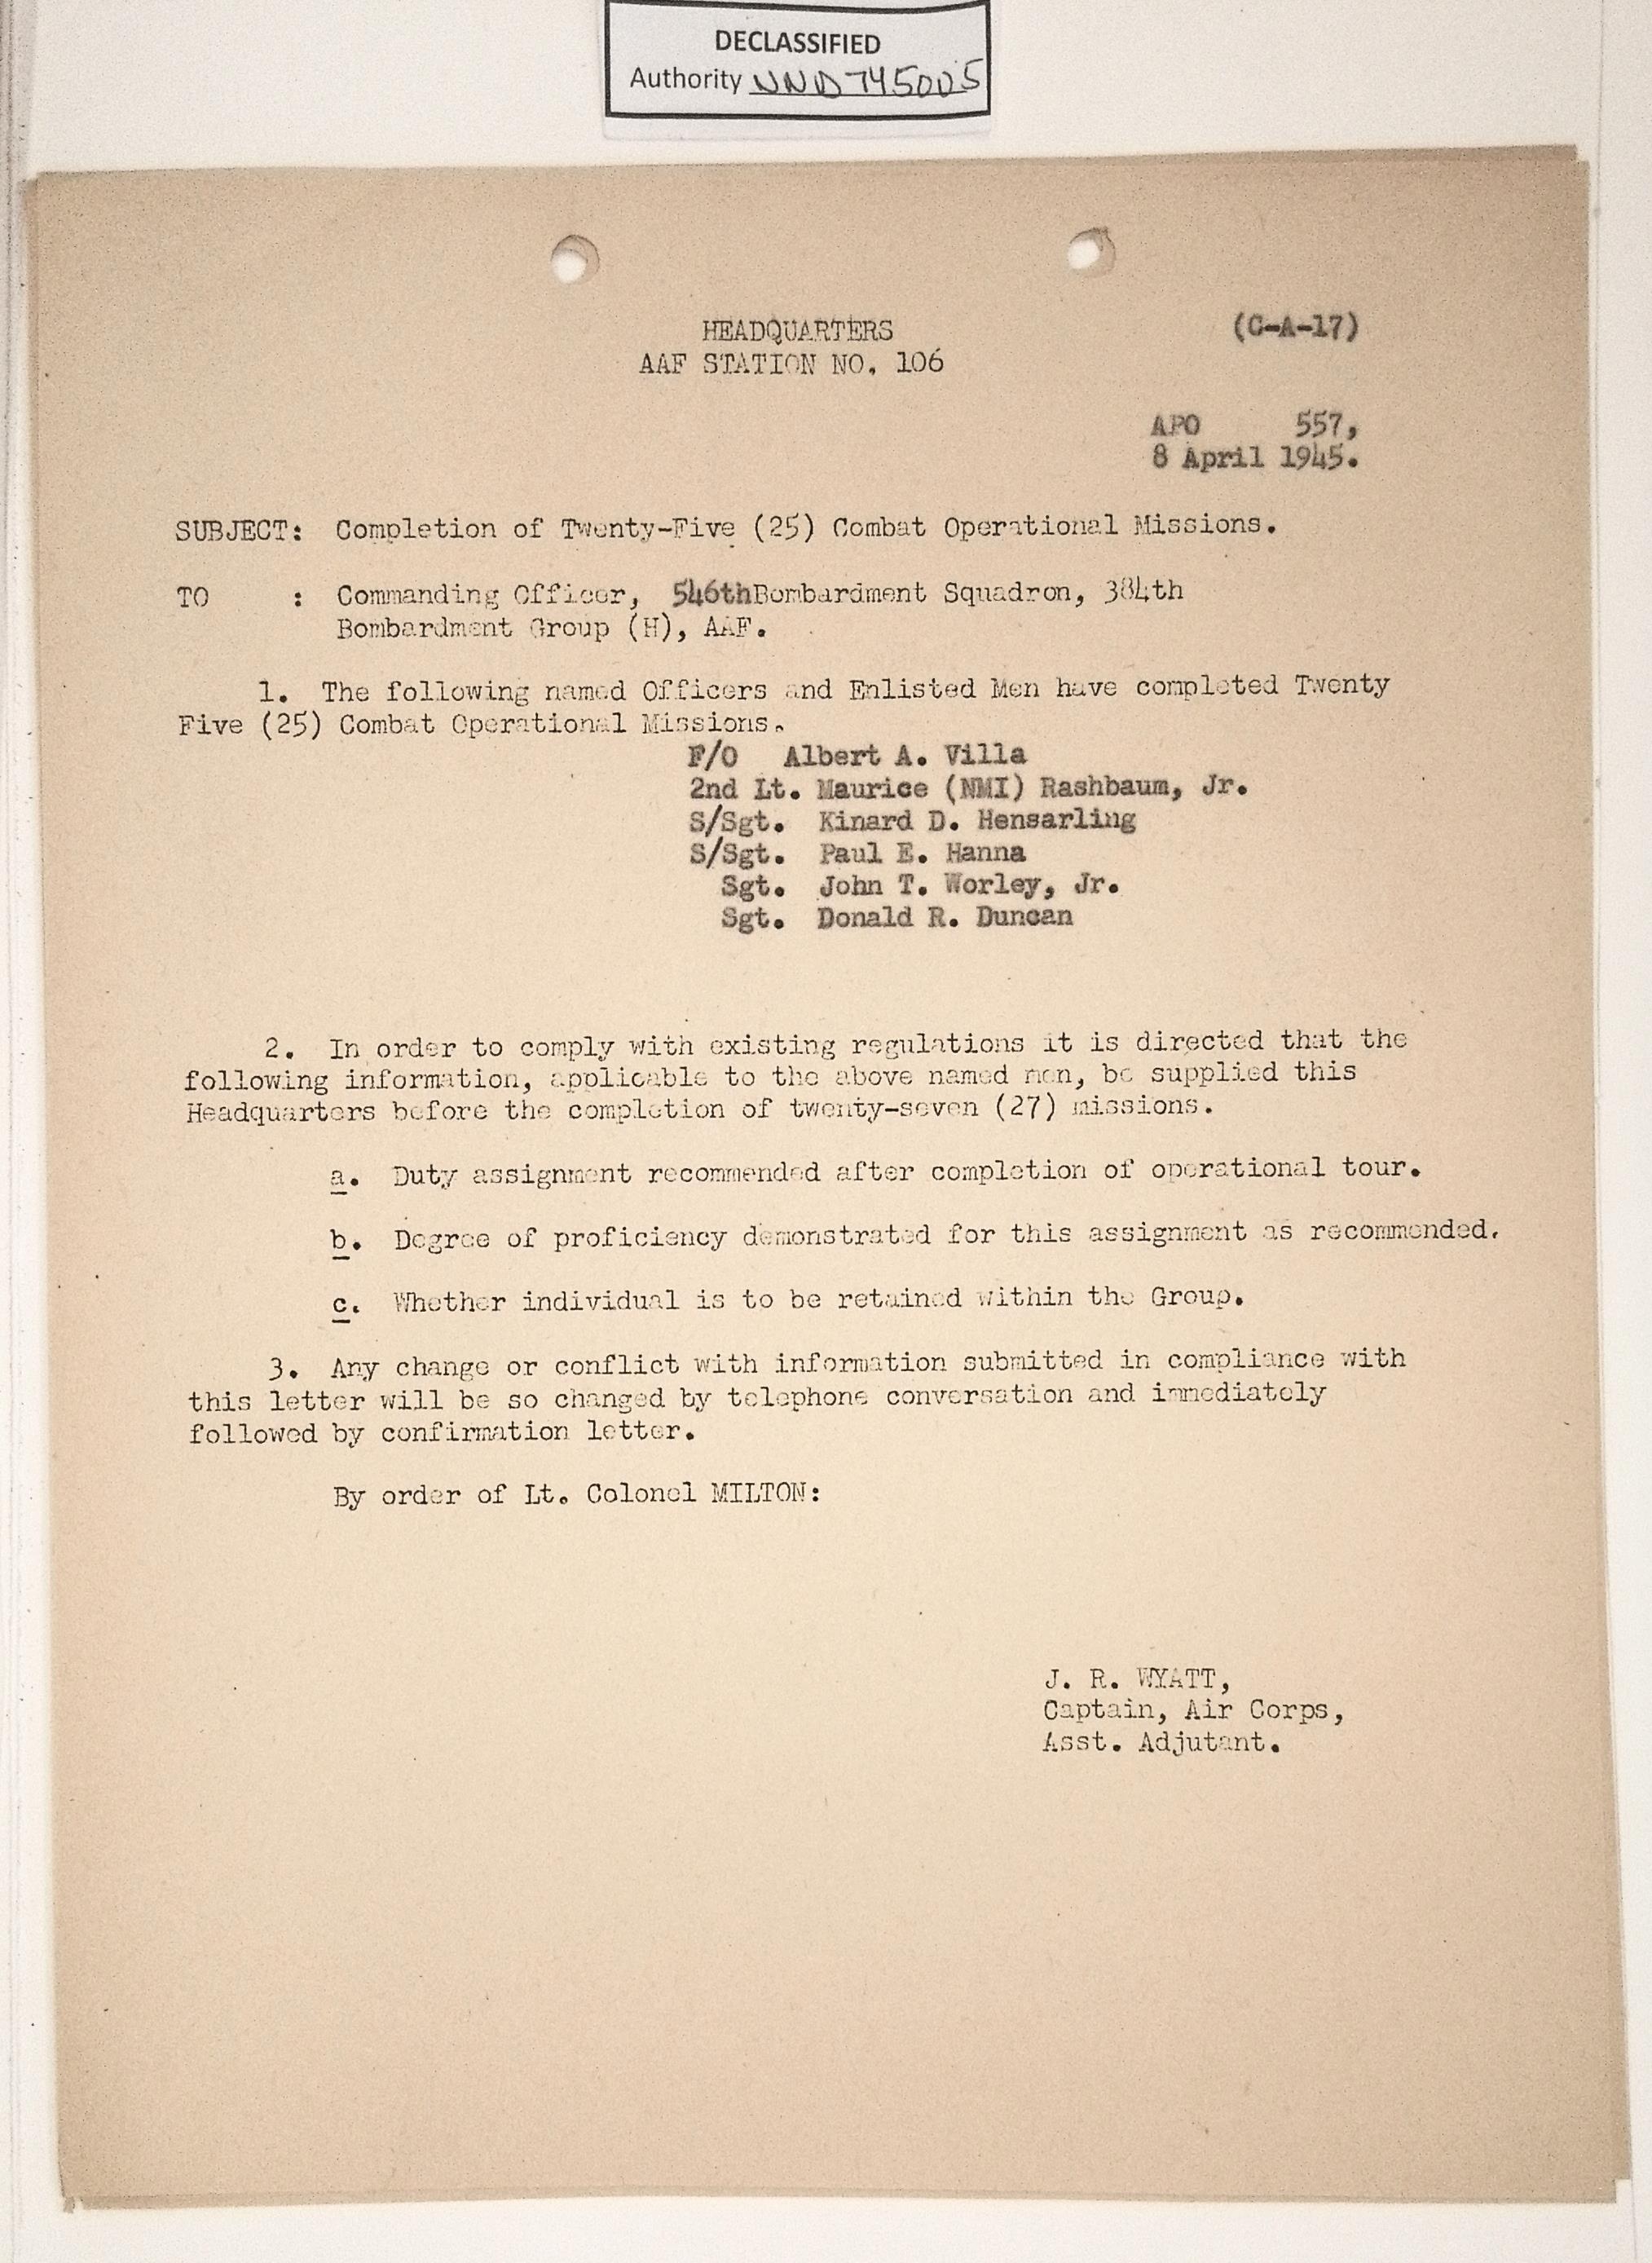 DECLASSIFIED
Authority NND 745005
HEADQUARTERS (C-A-17)
AAF STATION NO. 106
APO 557,
8 April 1945.
SUBJECT: Completion of Twenty-Five (25) Combat Operational Missions.
TO : Commanding Officer, 546thBombardment Squadron, 384th
Bombardment Group (H), AAF.
1. The following named Officers and Enlisted Men have completed Twenty
Five (25) Combat Operational Missions.
F/O Albert A. Villa
2nd Lt. Maurice (NMI) Rashbaum, Jr.
S/Sgt. Kinard D. Hensarling
S/Sgt. Paul E. Hanna
Sgt. John T. Worley, Jr.
Sgt. Donald R. Duncan
2. In order to comply with existing regulations it is directed that the
following information, applicable to the above named men, be supplied this
Headquarters before the completion of twenty-seven (27) missions.
a. Duty assignment recommended after completion of operational tour.
b. Degree of proficiency demonstrated for this assignment as recommended.
c. Whether individual is to be retained within the Group.
3. Any change or conflict with information submitted in compliance with
this letter will be so changed by telephone conversation and immediately
followed by confirmation letter.
By order of Lt. Colonel MILTON:
J. R. WYATT,
Captain, Air Corps,
Asst. Adjutant.